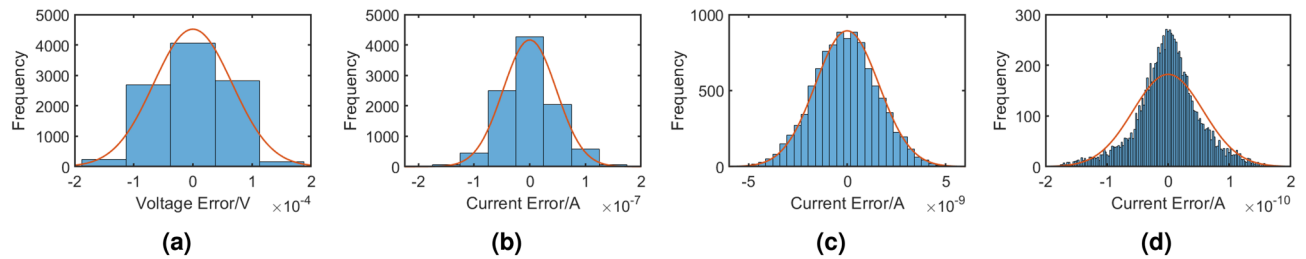 5000
4000
3000
2000
1000
0
Frequency
-2 -1 0 1 2
Voltage Error/V ×10-4
(a)
5000
4000
3000
2000
1000
0
Frequency
-2 -1 0 1 2
Current Error/A ×10-7
(b)
1000
500
0
Frequency
-5 0 5
Current Error/A ×10-9
(c)
300
200
100
0
Frequency
-2 -1 0 1 2
Current Error/A ×10-10
(d)